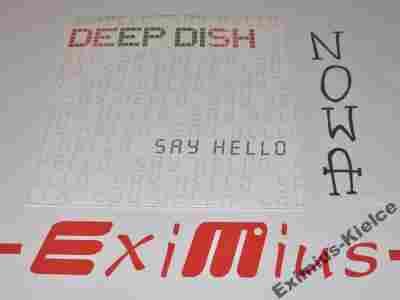 DEEP DISH
SAY HELLO
NOWA
-EXiMiUS-
Eximius-Kielce